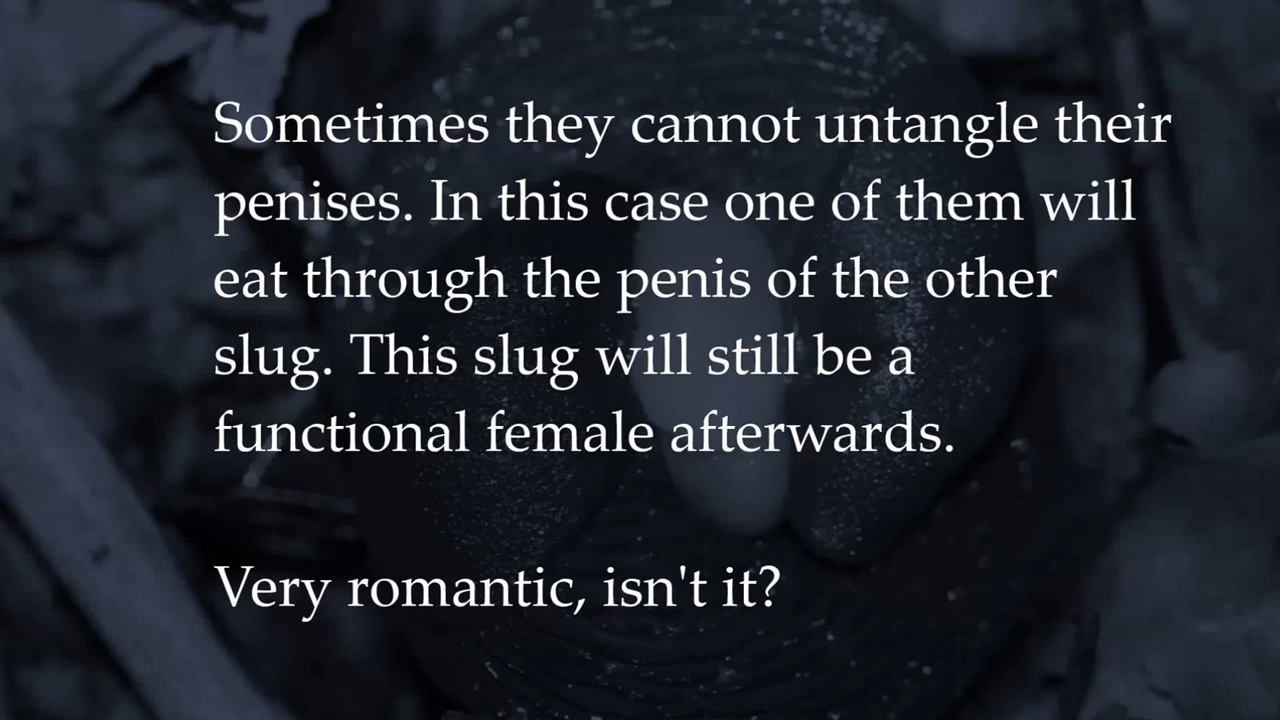 Sometimes they cannot untangle their
penises. In this case one of them will
eat through the penis of the other
slug. This slug will still be a
functional female afterwards.
Very romantic, isn't it?